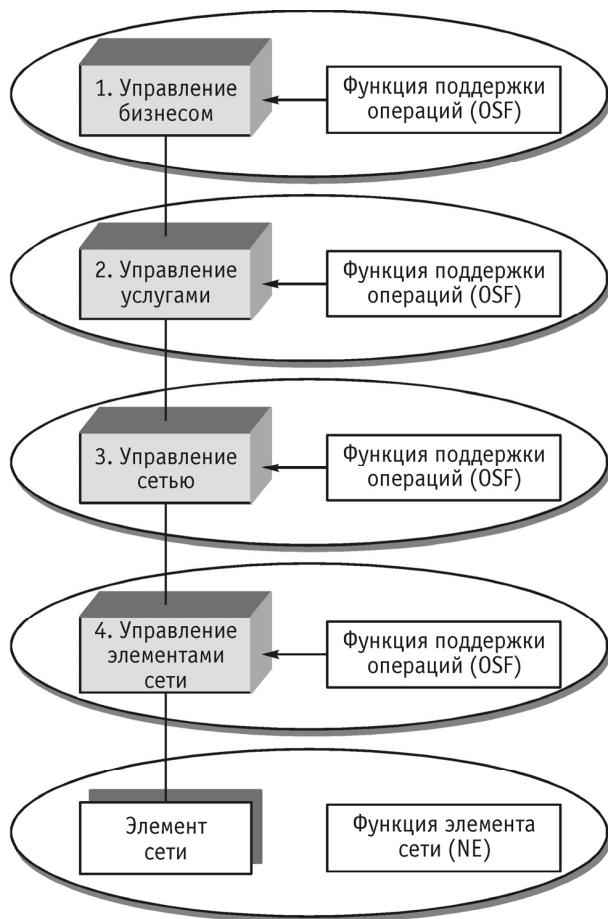 1. Управление
бизнесом
Функция поддержки
операций (OSF)
2. Управление
услугами
Функция поддержки
операций (OSF)
3. Управление
сетью
Функция поддержки
операций (OSF)
4. Управление
элементами
сети
Функция поддержки
операций (OSF)
Элемент
сети
Функция элемента
сети (NE)